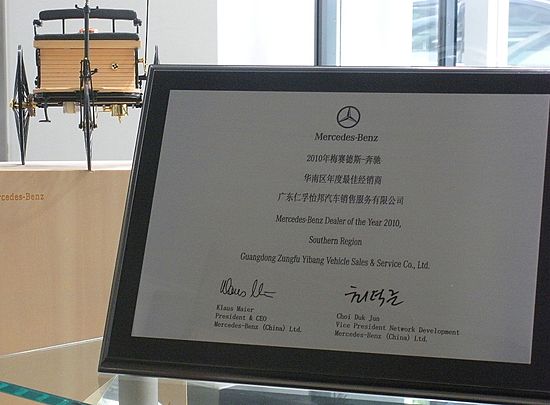 Mercedes-Benz
2010年梅赛德斯-奔驰
华南区年度最佳经销商
广东仁孚怡邦汽车销售服务有限公司
Mercedes-Benz Dealer of the Year 2010,
Southern Region
Guangdong Zungfu Yibang Vehicle Sales & Service Co., Ltd.
Klaus Maier
President & CEO
Mercedes-Benz (China) Ltd.
Choi Duk Jun
Vice President Network Development
Mercedes-Benz (China) Ltd.
rcedes-Benz